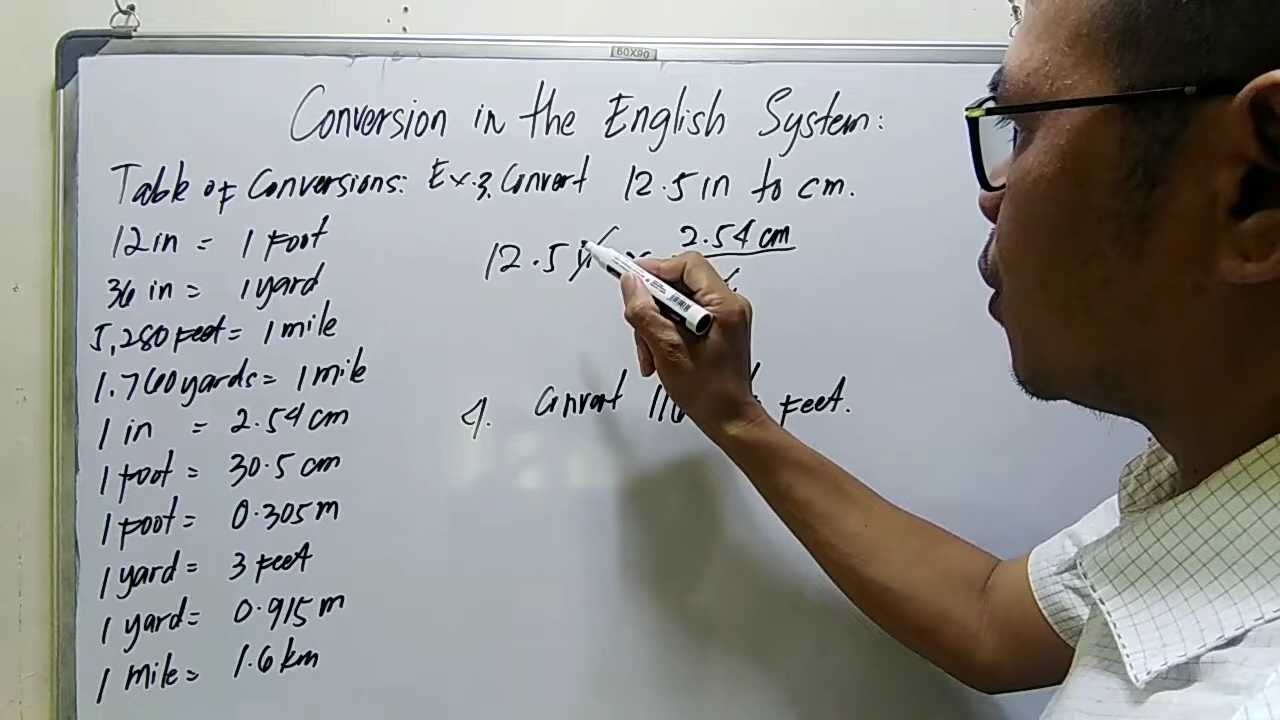 60X90
Conversion in the English System:
Table of Conversions:
12 in = 1 Foot
36 in = 1 yard
5,280 Feet = 1 mile
1.760 yards = 1 mile
1 in = 2.54 cm
1 foot = 30.5 cm
1 foot = 0.305 m
1 yard = 3 Feet
1 yard = 0.915 m
1 mile = 1.6 km
Ex.3. Convert 12.5 in to cm.
12.5 in x 2.54 cm
4. Convert Feet.